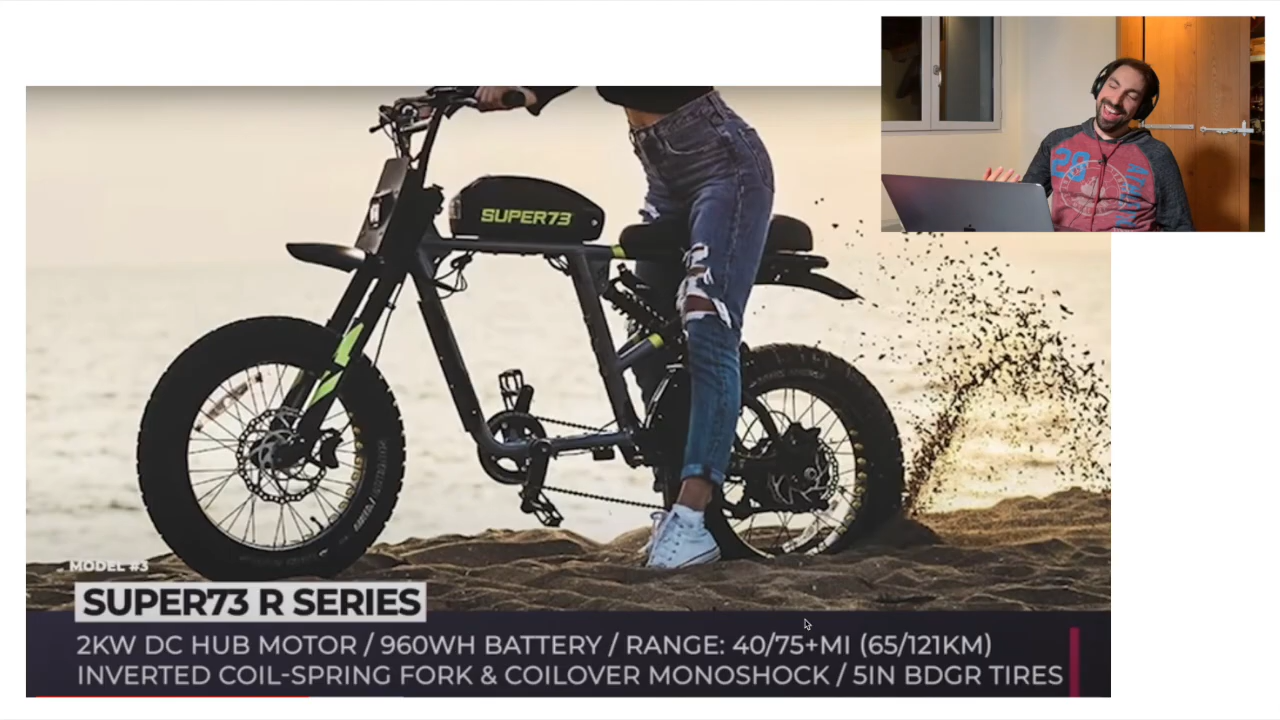 SUPER73
28
MODEL #3
SUPER73 R SERIES
2KW DC HUB MOTOR / 960WH BATTERY / RANGE: 40/75+MI (65/121KM)
INVERTED COIL-SPRING FORK & COILOVER MONOSHOCK / 5IN BDGR TIRES